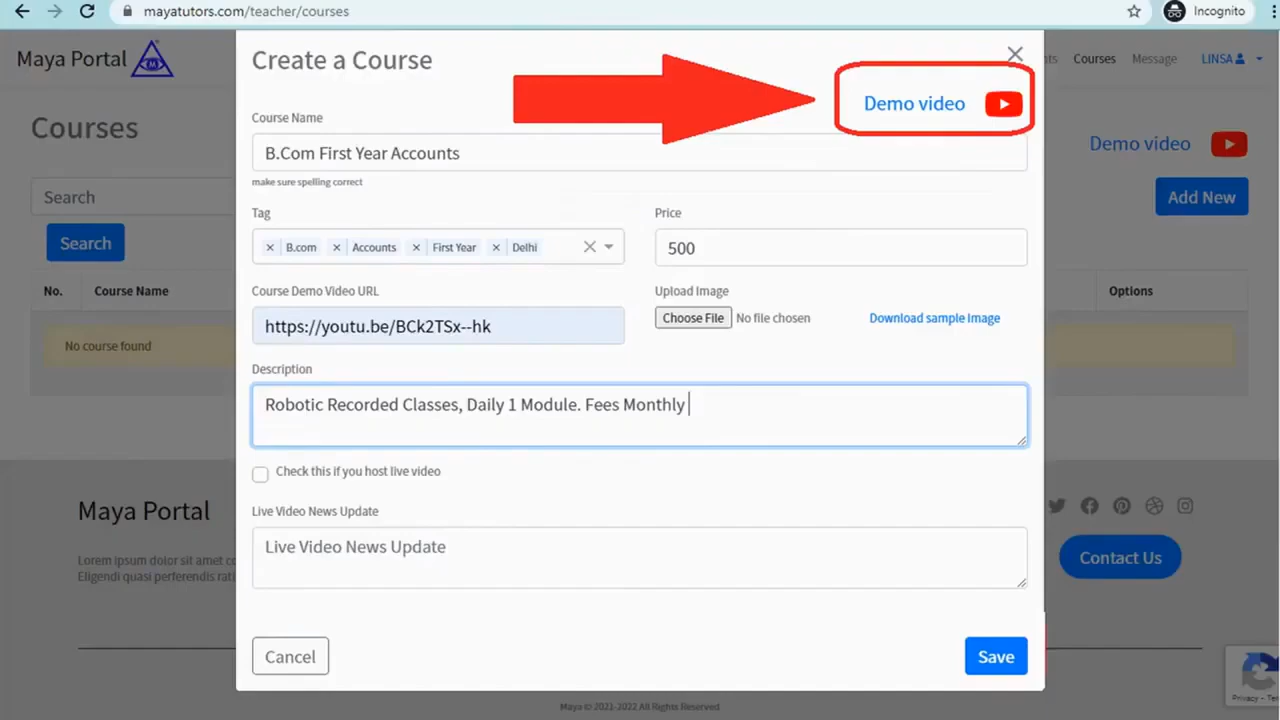 mayatutors.com/teacher/courses
Incognito
Maya Portal
Courses
Message
LINSA
Create a Course
Demo video
Courses
Course Name
B.Com First Year Accounts
make sure spelling correct
Demo video
Search
Add New
Tag
Price
× B.com × Accounts × First Year × Delhi
500
Search
No.
Course Name
Options
Course Demo Video URL
Upload Image
https://youtu.be/BCk2TSx--hk
Choose File No file chosen
Download sample Image
No course found
Description
Robotic Recorded Classes, Daily 1 Module. Fees Monthly
Check this if you host live video
Maya Portal
Live Video News Update
Live Video News Update
Lorem ipsum dolor sit amet
Eligendi quasi perferendis
Contact Us
Cancel
Save
Maya © 2021-2022 All Rights Reserved
Privacy